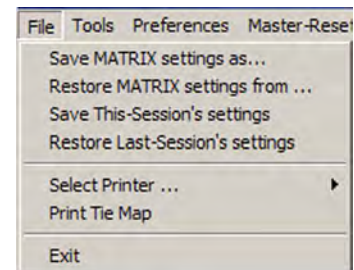 File Tools Preferences Master-Reset
Save MATRIX settings as...
Restore MATRIX settings from ...
Save This-Session's settings
Restore Last-Session's settings
Select Printer ...
Print Tie Map
Exit